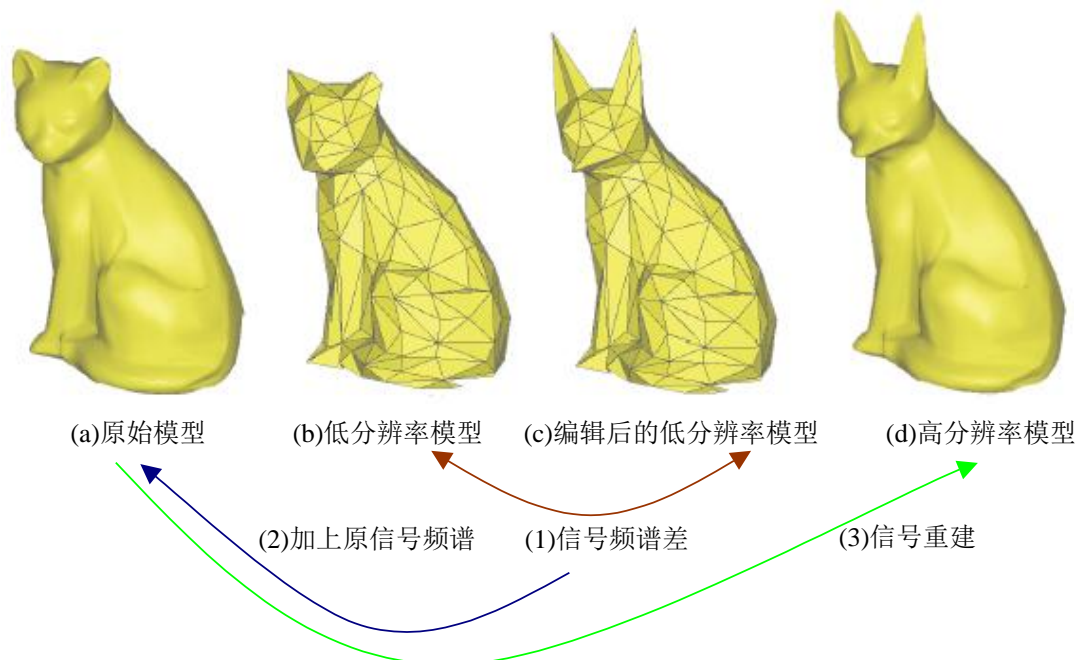 (a)原始模型
(b)低分辨率模型
(c)编辑后的低分辨率模型
(d)高分辨率模型
(2)加上原信号频谱
(1)信号频谱差
(3)信号重建